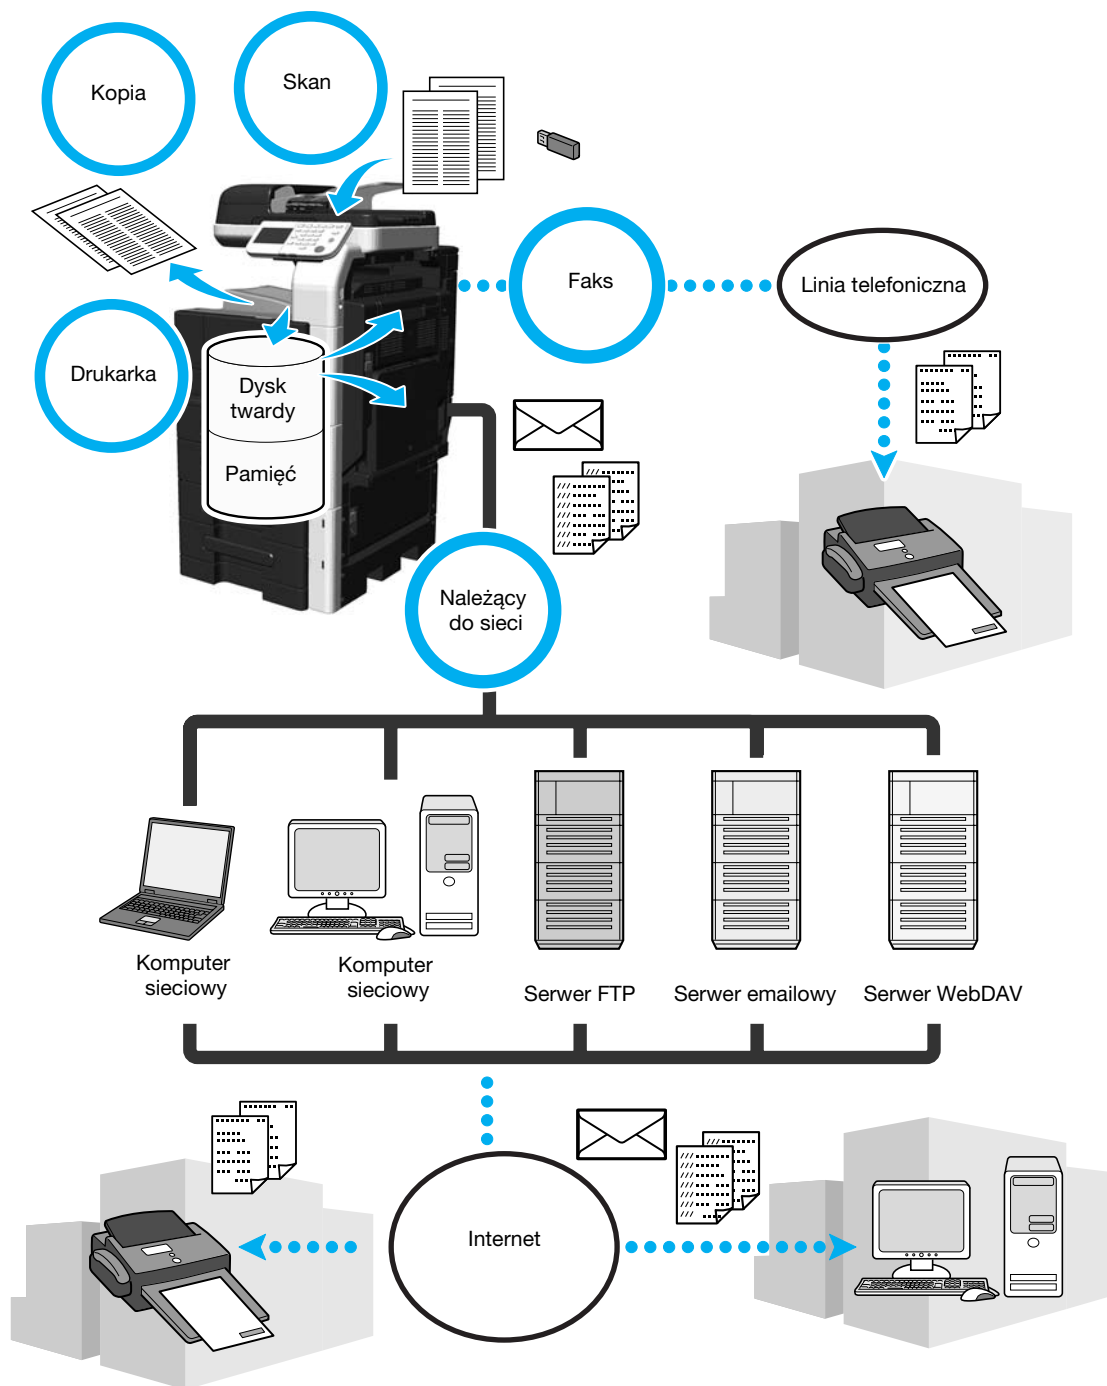 Kopia
Skan
Faks
Linia telefoniczna
Drukarka
Dysk
twardy
Pamięć
Należący
do sieci
Komputer
sieciowy
Komputer
sieciowy
Serwer FTP
Serwer emailowy
Serwer WebDAV
Internet